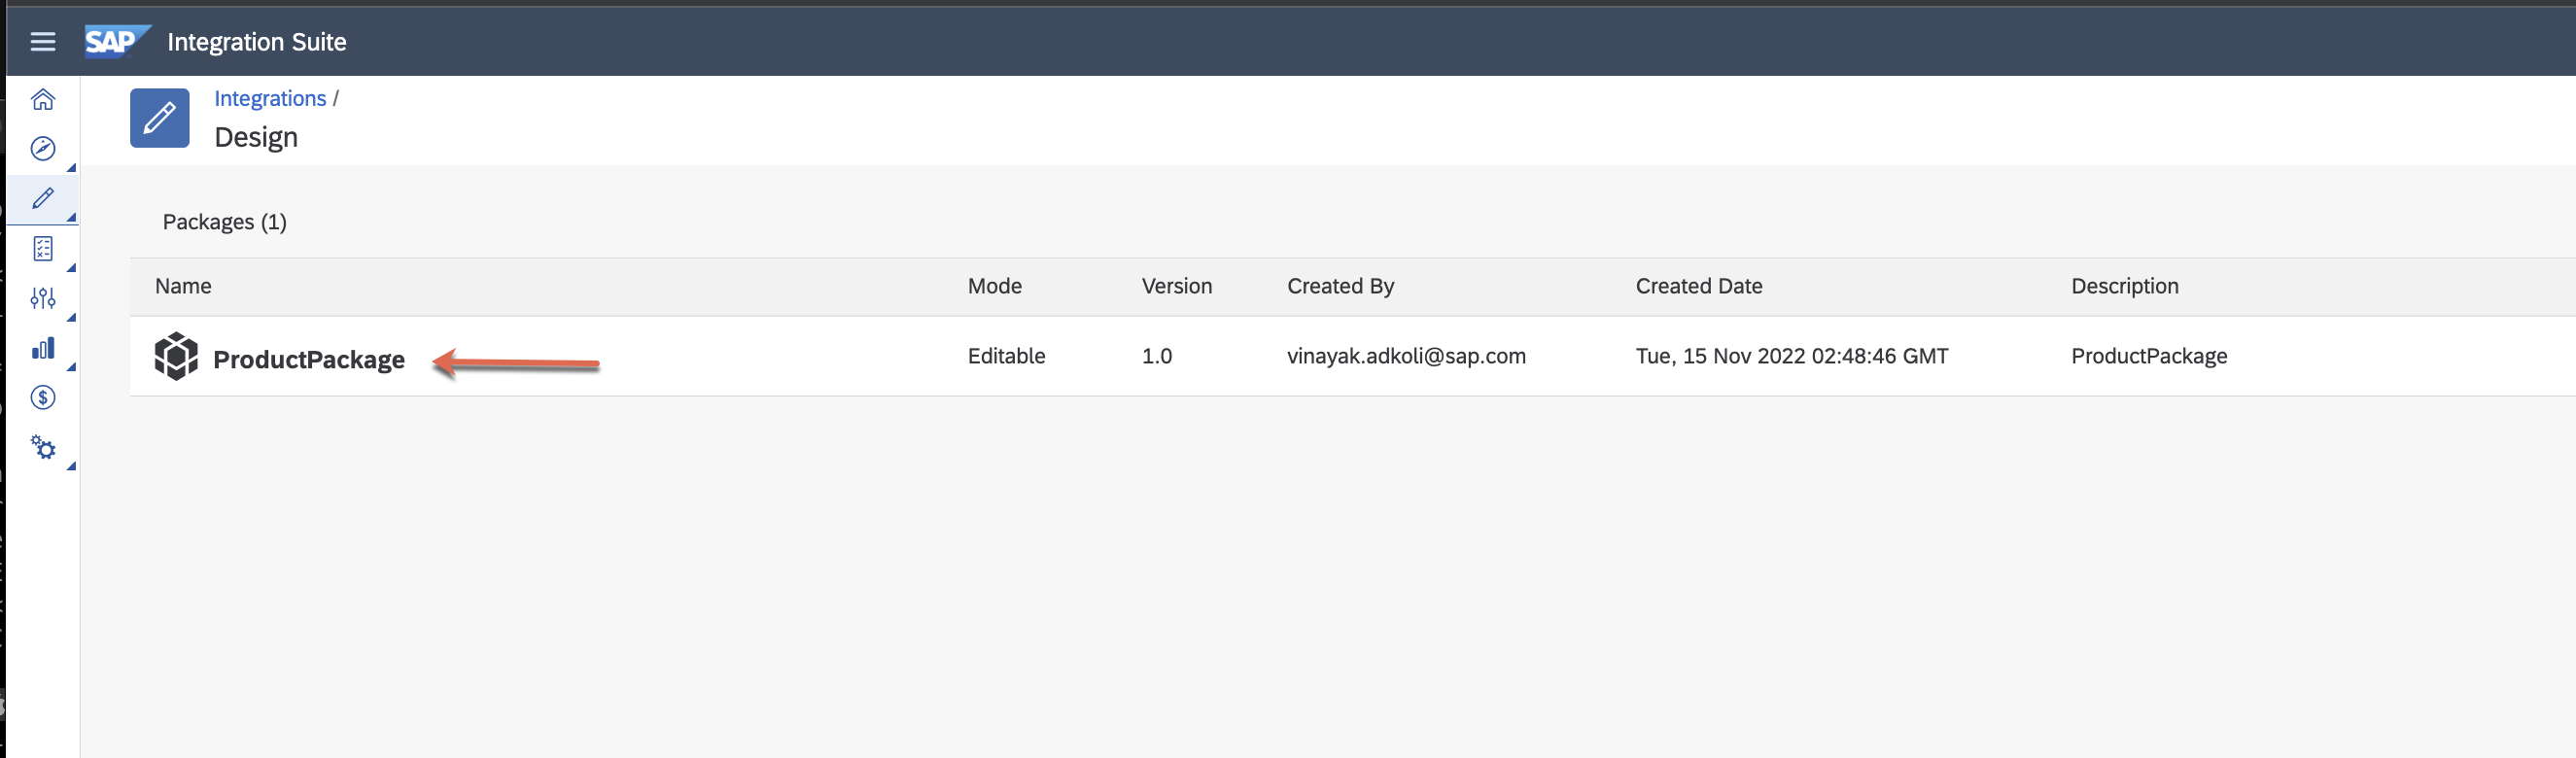 SAP Integration Suite
Integrations /
Design
Packages (1)
Name Mode Version Created By Created Date Description
ProductPackage Editable 1.0 vinayak.adkoli@sap.com Tue, 15 Nov 2022 02:48:46 GMT ProductPackage